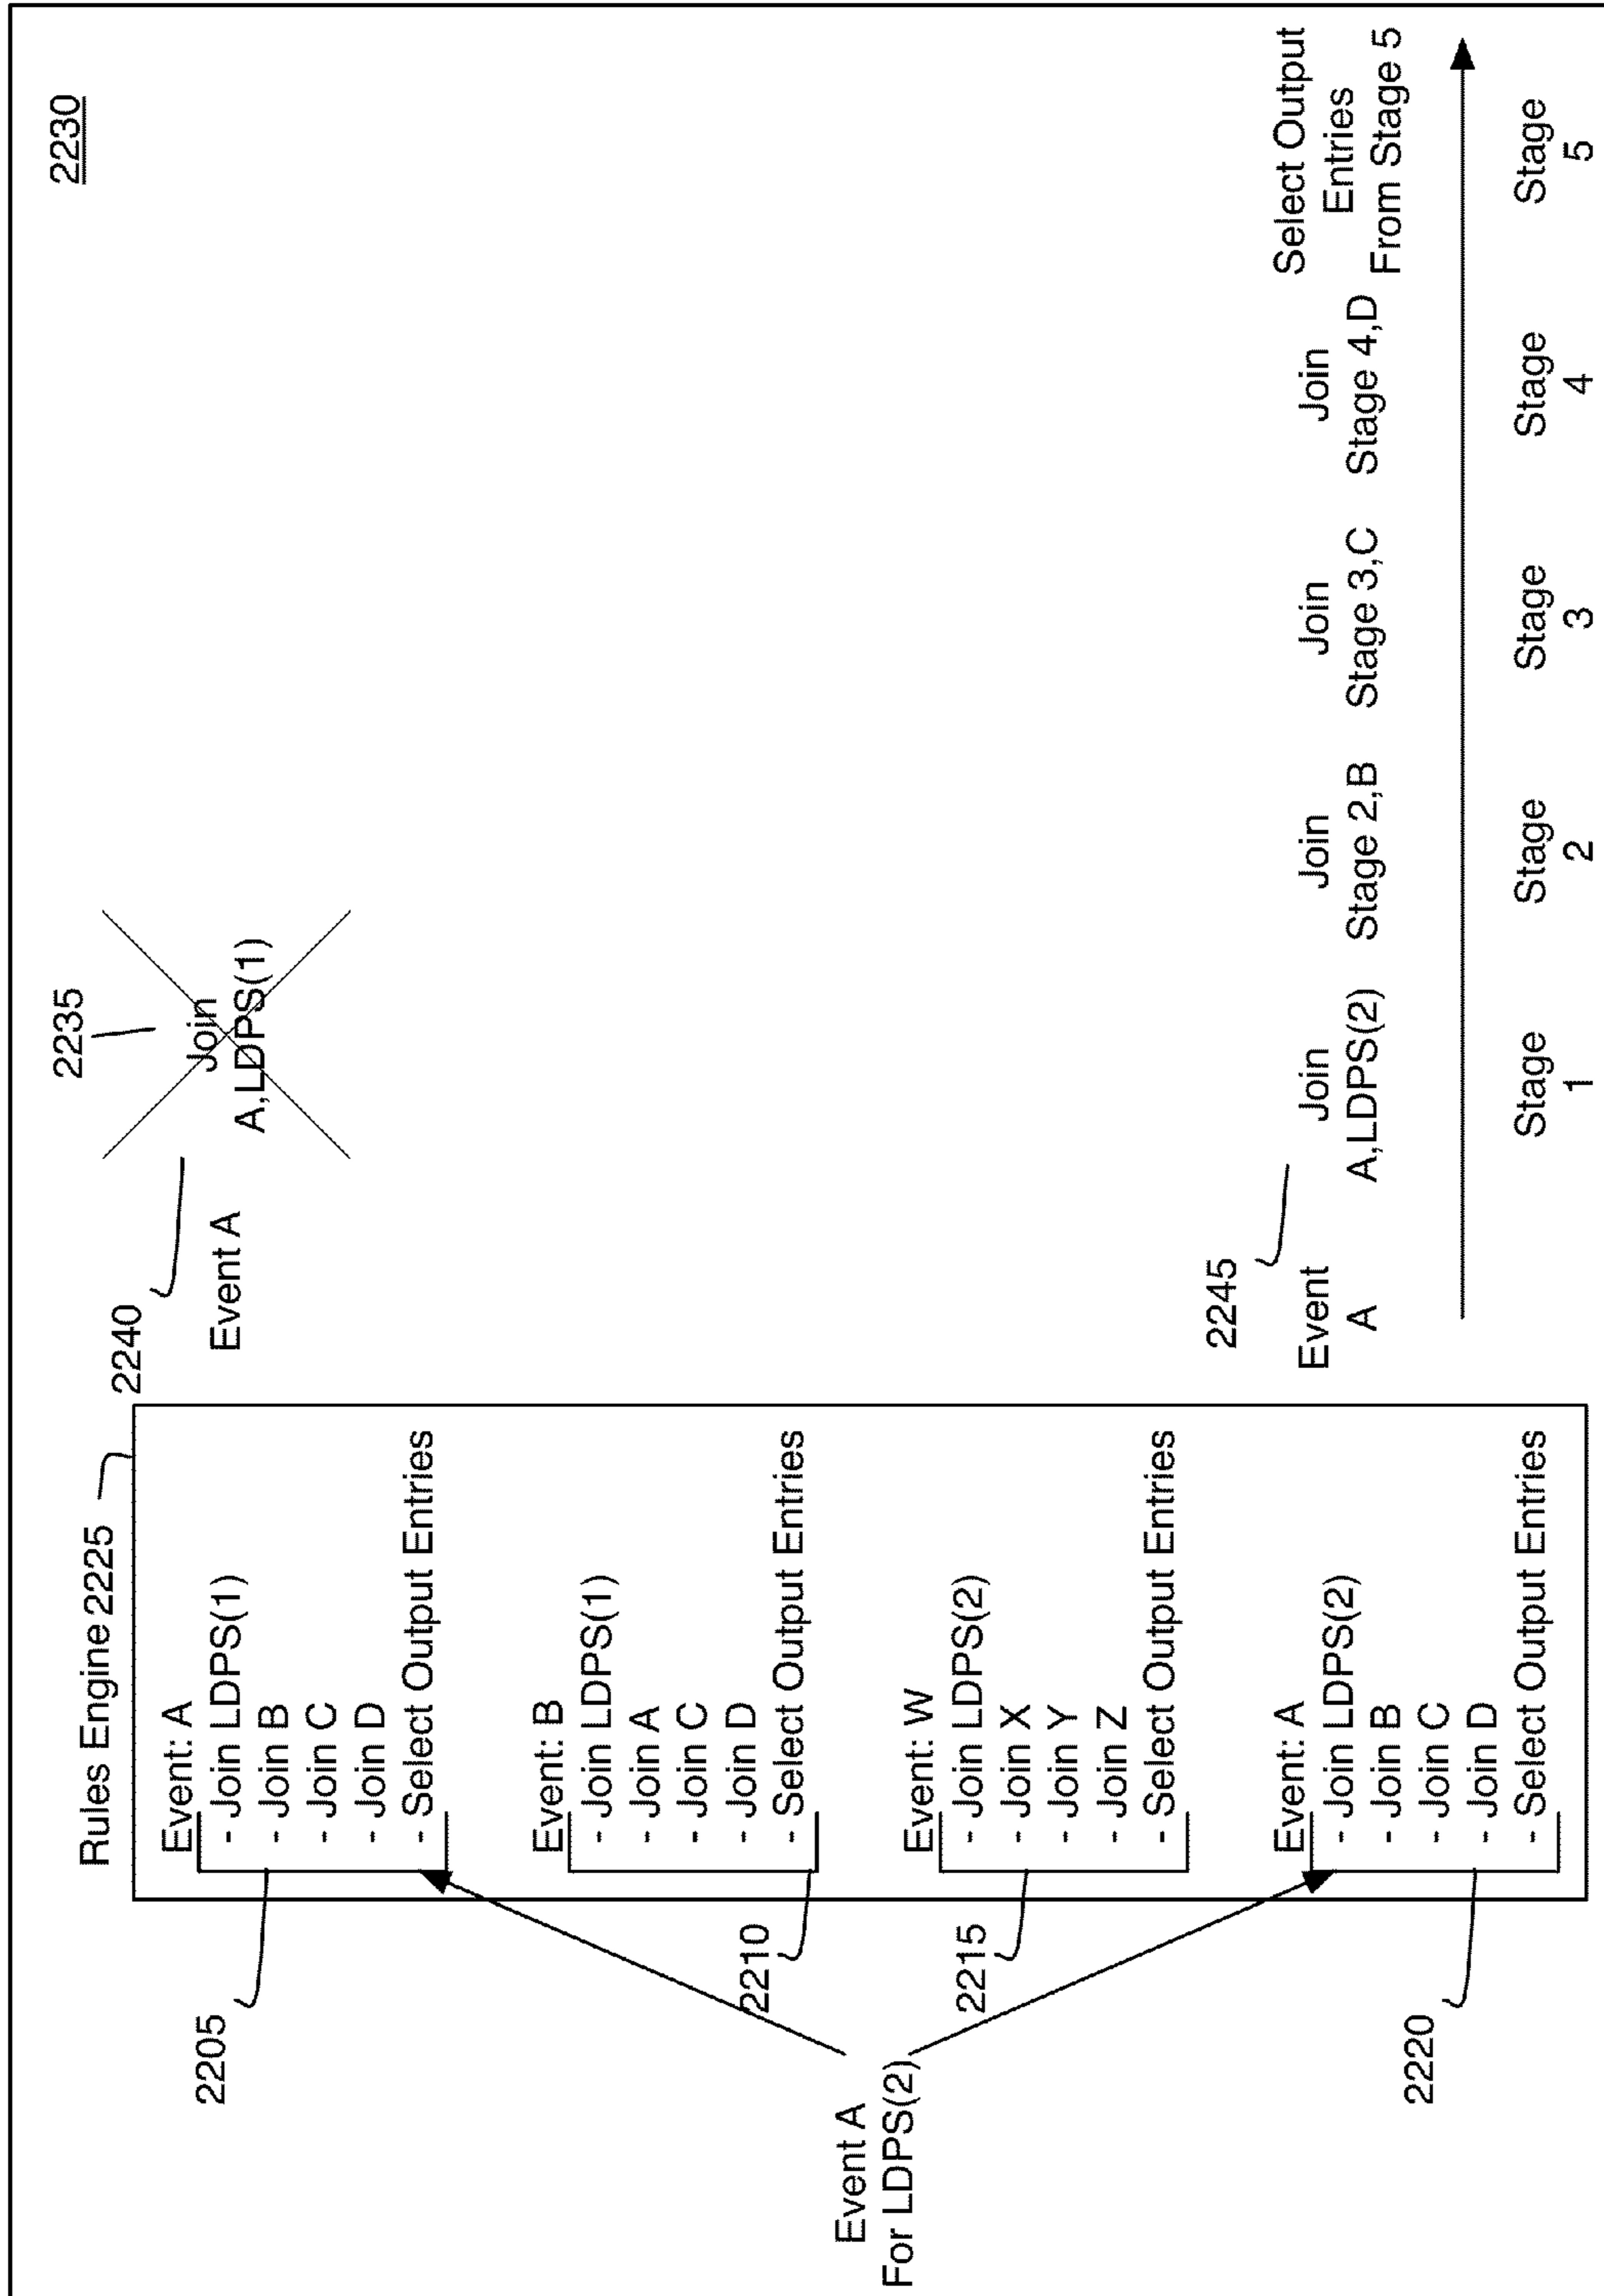 2230
Rules Engine 2225
2240
2235
Event: A
- Join LDPS(1)
- Join B
- Join C
- Join D
- Select Output Entries
2205
Event A
Join
A,LDPS(1)
Event: B
- Join LDPS(1)
- Join A
- Join C
- Join D
- Select Output Entries
2210
Event A
For LDPS(2)
Event: W
- Join LDPS(2)
- Join X
- Join Y
- Join Z
- Select Output Entries
2215
Event: A
- Join LDPS(2)
- Join B
- Join C
- Join D
- Select Output Entries
2220
2245
Event
A
Join
A,LDPS(2)
Join
Stage 2,B
Join
Stage 3,C
Join
Stage 4,D
Select Output
Entries
From Stage 5
Stage
1
Stage
2
Stage
3
Stage
4
Stage
5